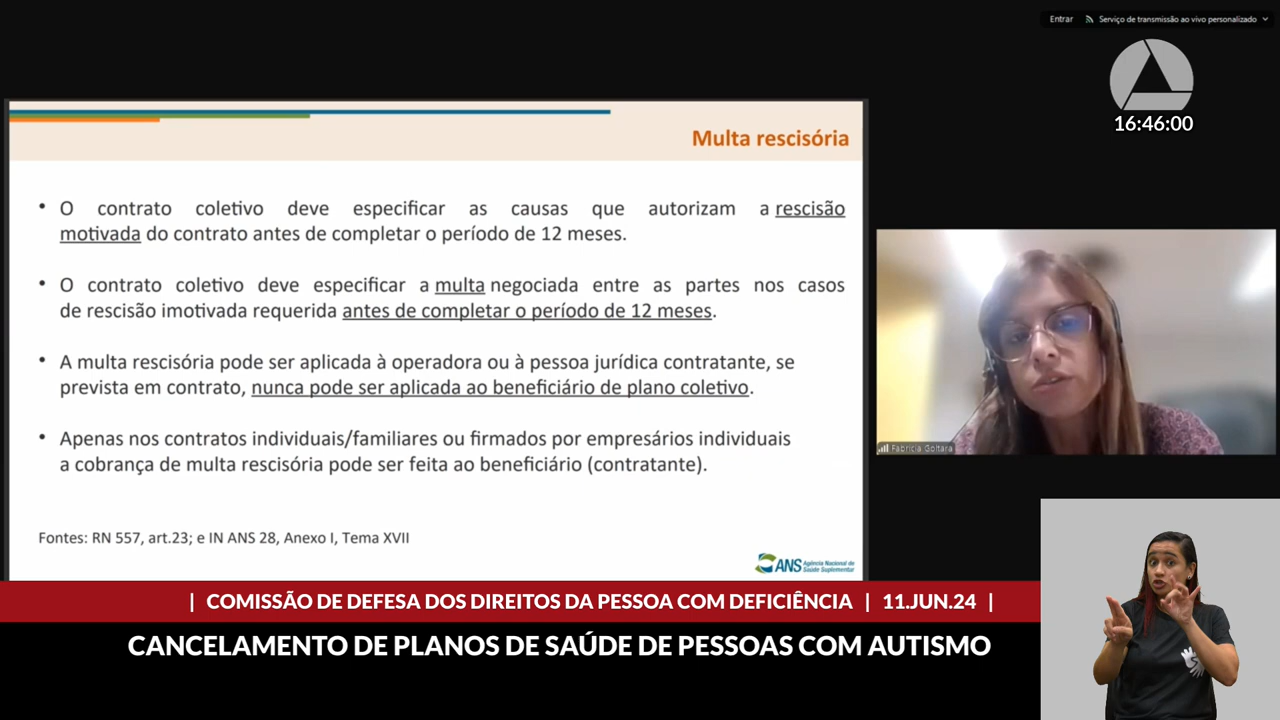 Entrar Serviço de transmissão ao vivo personalizado
16:46:00
Multa rescisória
• O contrato coletivo deve especificar as causas que autorizam a rescisão
motivada do contrato antes de completar o período de 12 meses.
• O contrato coletivo deve especificar a multa negociada entre as partes nos casos
de rescisão imotivada requerida antes de completar o período de 12 meses.
• A multa rescisória pode ser aplicada à operadora ou à pessoa jurídica contratante, se
prevista em contrato, nunca pode ser aplicada ao beneficiário de plano coletivo.
• Apenas nos contratos individuais/familiares ou firmados por empresários individuais
a cobrança de multa rescisória pode ser feita ao beneficiário (contratante).
Fontes: RN 557, art.23; e IN ANS 28, Anexo I, Tema XVII
ANS Agência Nacional de
Saúde Suplementar
Fabricia Goltara
| COMISSÃO DE DEFESA DOS DIREITOS DA PESSOA COM DEFICIÊNCIA | 11.JUN.24 |
CANCELAMENTO DE PLANOS DE SAÚDE DE PESSOAS COM AUTISMO